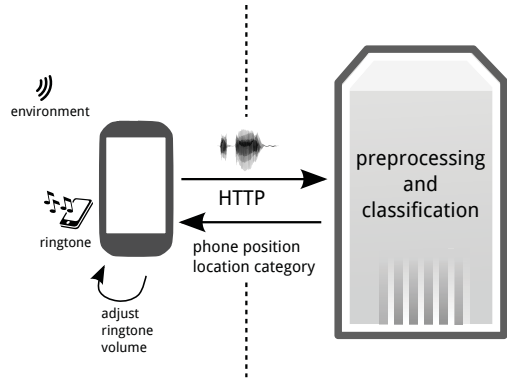 environment
ringtone
adjust
ringtone
volume
HTTP
phone position
location category
preprocessing
and
classification